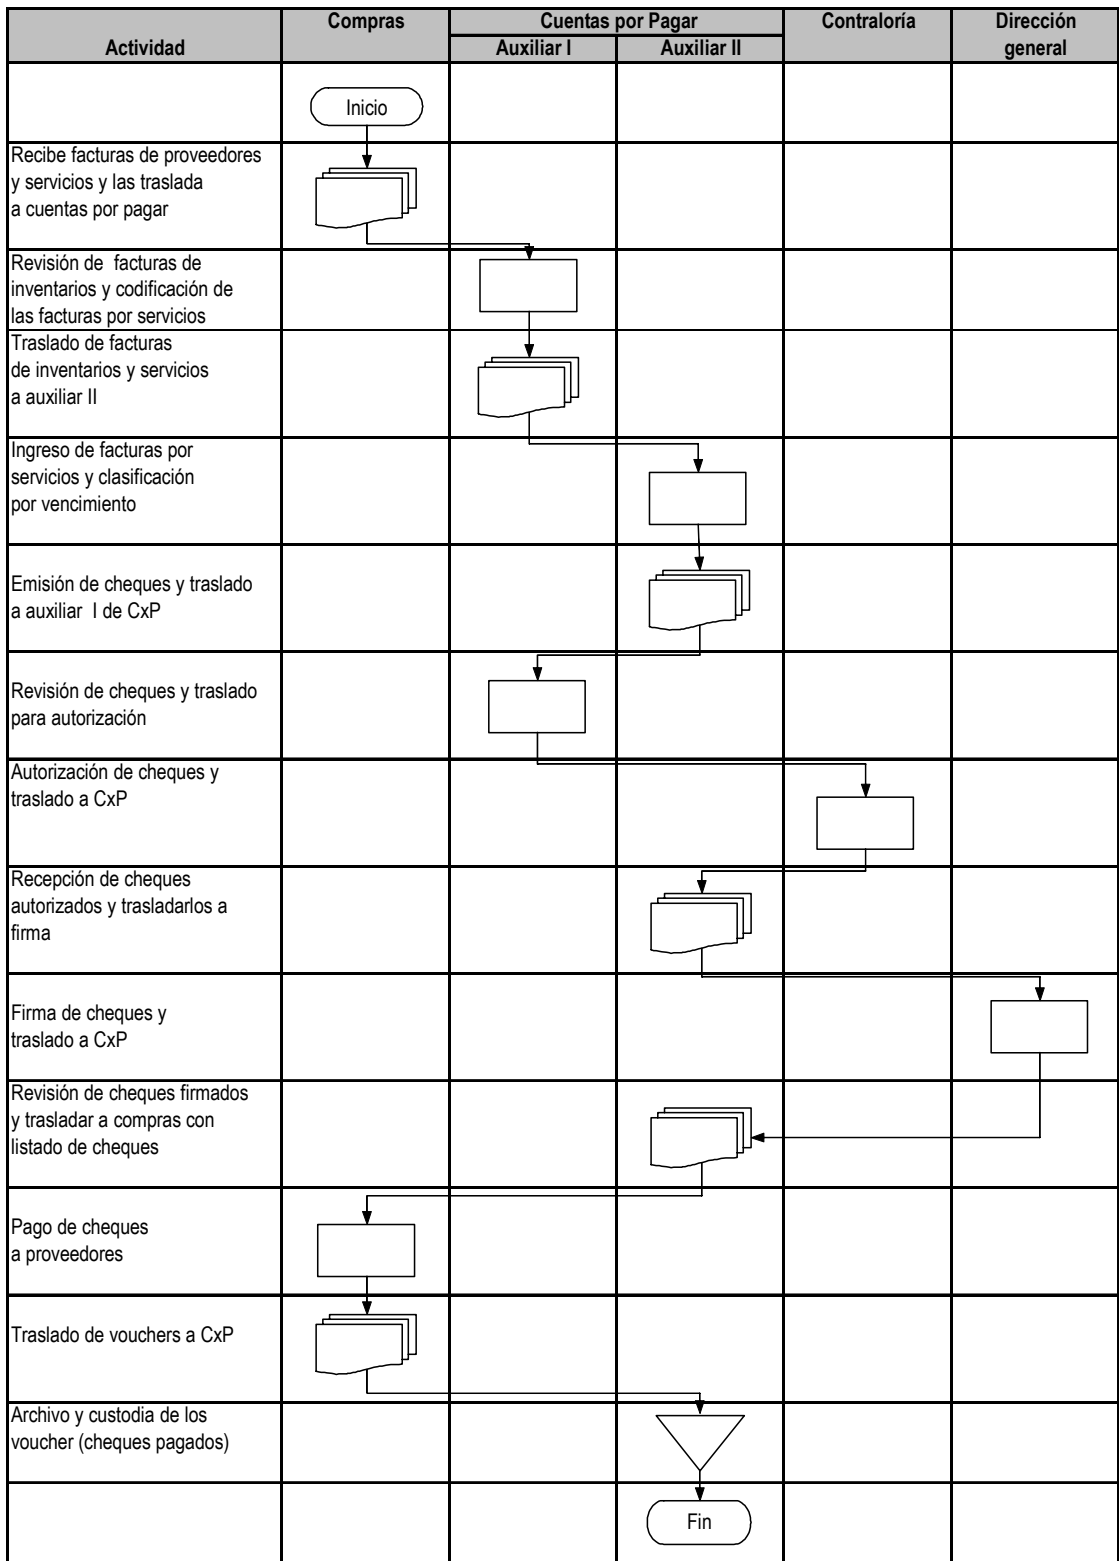 Actividad
Compras
Cuentas por Pagar
Auxiliar I
Auxiliar II
Contraloría
Dirección
general
Inicio
Recibe facturas de proveedores
y servicios y las traslada
a cuentas por pagar
Revisión de facturas de
inventarios y codificación de
las facturas por servicios
Traslado de facturas
de inventarios y servicios
a auxiliar II
Ingreso de facturas por
servicios y clasificación
por vencimiento
Emisión de cheques y traslado
a auxiliar I de CxP
Revisión de cheques y traslado
para autorización
Autorización de cheques y
traslado a CxP
Recepción de cheques
autorizados y trasladarlos a
firma
Firma de cheques y
traslado a CxP
Revisión de cheques firmados
y trasladar a compras con
listado de cheques
Pago de cheques
a proveedores
Traslado de vouchers a CxP
Archivo y custodia de los
voucher (cheques pagados)
Fin